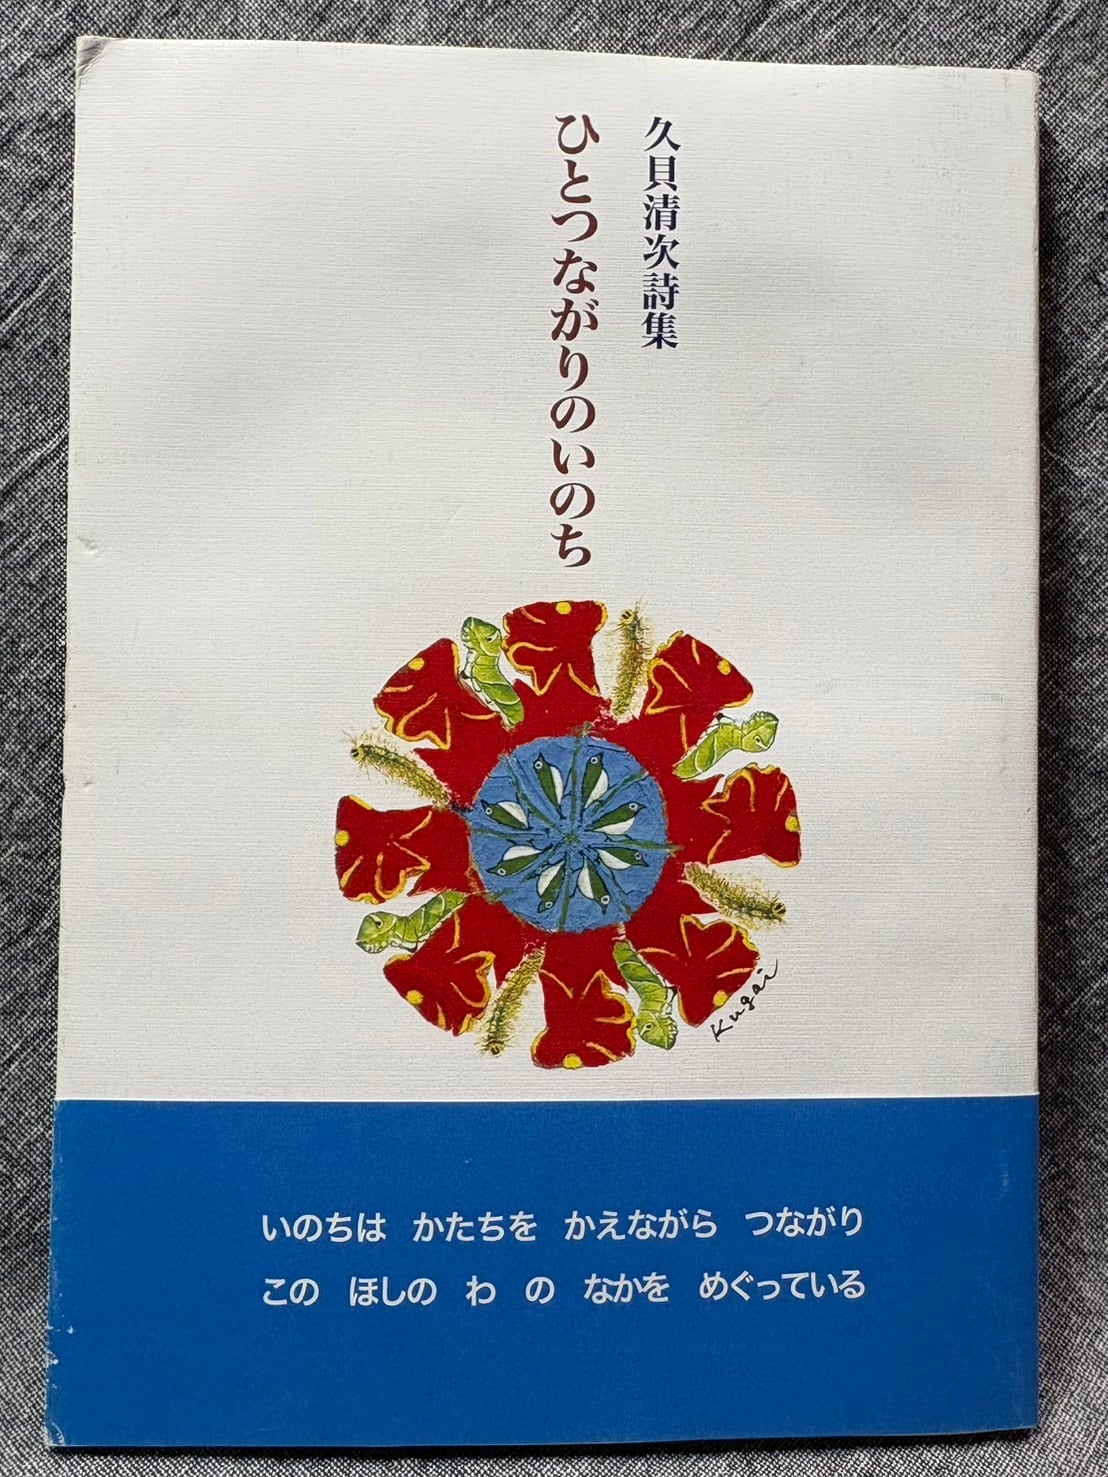 久貝清次詩集
ひとつながりのいのち
Kugai
いのちは　かたちを　かえながら　つながり
この　ほしの　わ　の　なかを　めぐっている